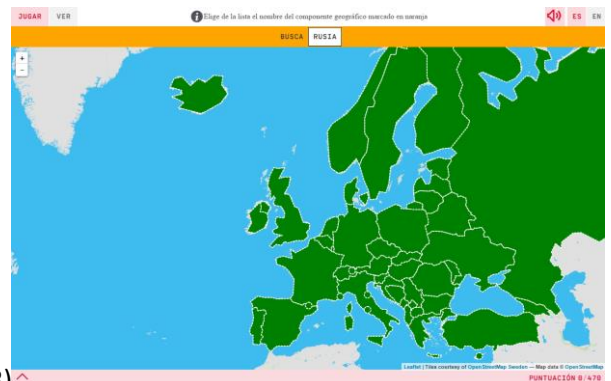 JUGAR VER Elige de la lista el nombre del componente geográfico marcado en naranja ES EN
BUSCA RUSIA
+
−
Leaflet | Tiles courtesy of OpenStreetMap Sweden — Map data © OpenStreetMap
PUNTUACIÓN 0/470